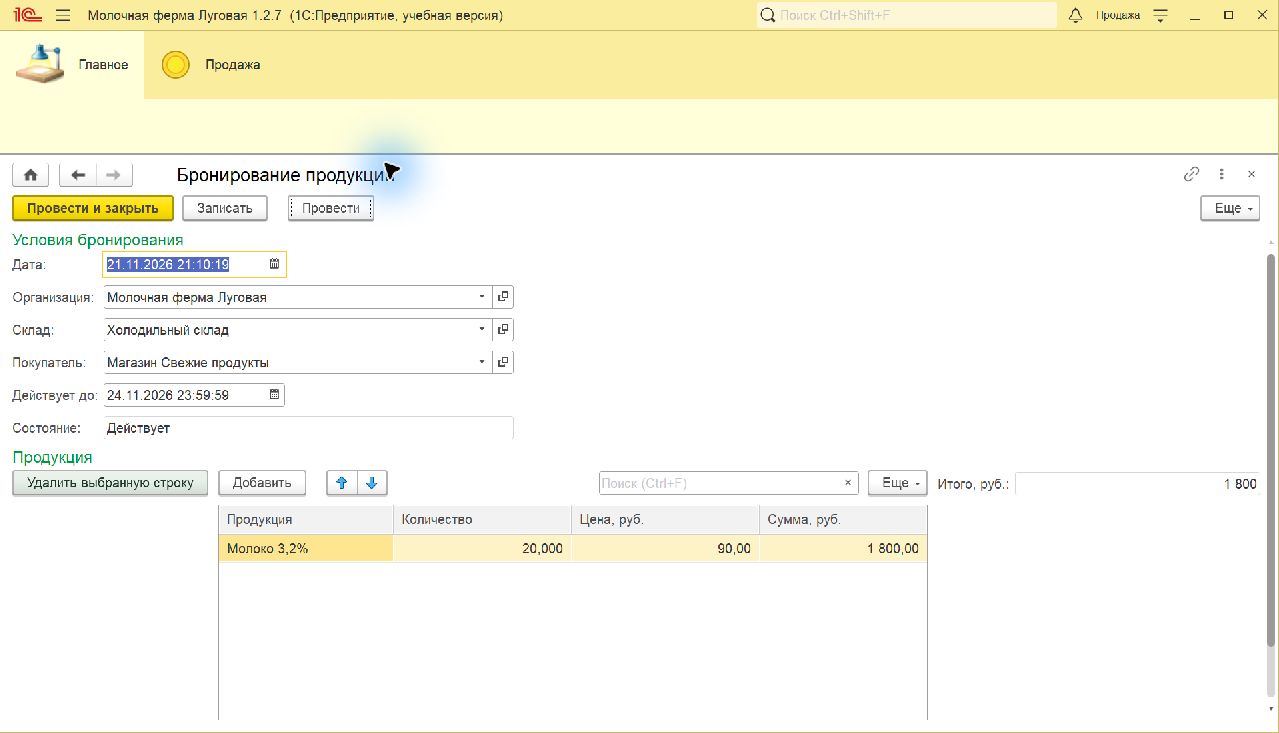 1С Молочная ферма Луговая 1.2.7 (1С:Предприятие, учебная версия) Поиск Ctrl+Shift+F Продажа
Главное Продажа
Бронирование продукции
Провести и закрыть Записать Провести Еще
Условия бронирования
Дата: 21.11.2026 21:10:19
Организация: Молочная ферма Луговая
Склад: Холодильный склад
Покупатель: Магазин Свежие продукты
Действует до: 24.11.2026 23:59:59
Состояние: Действует
Продукция
Удалить выбранную строку Добавить Поиск (Ctrl+F) Еще Итого, руб.: 1 800
Продукция Количество Цена, руб. Сумма, руб.
Молоко 3,2% 20,000 90,00 1 800,00